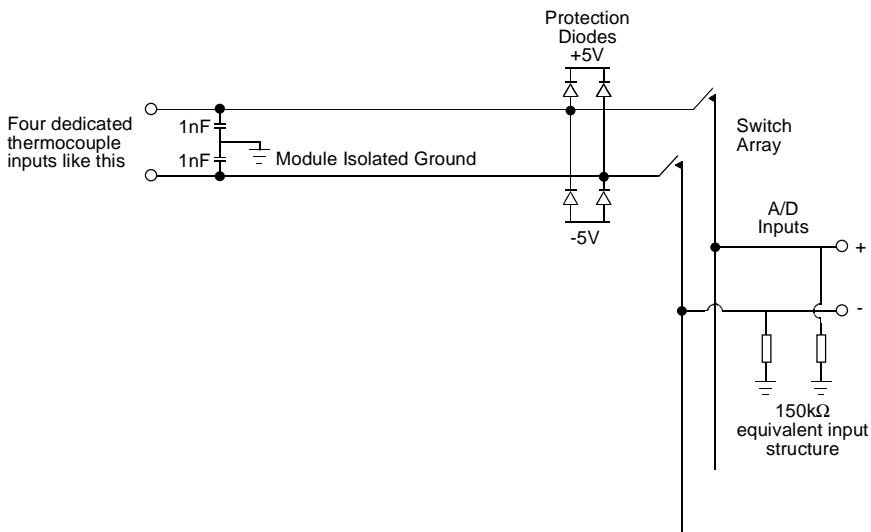 Protection
Diodes
+5V
Four dedicated
thermocouple
inputs like this
1nF
1nF
Module Isolated Ground
Switch
Array
-5V
A/D
Inputs
+
-
150kΩ
equivalent input
structure